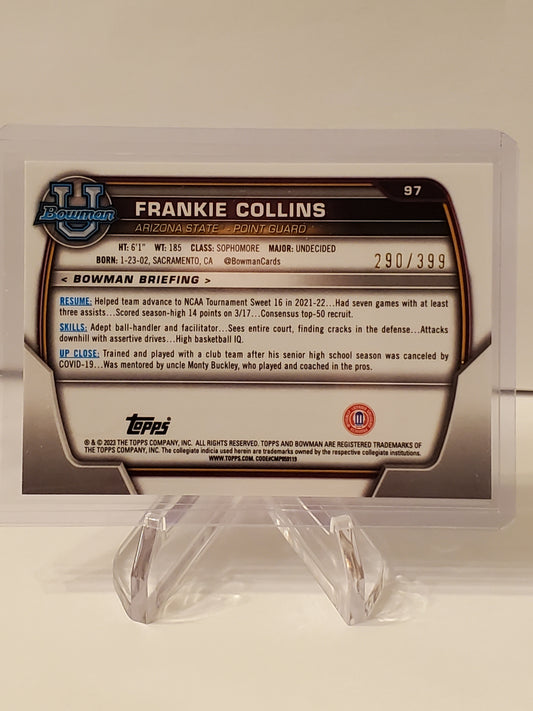 97
U
Bowman
FRANKIE COLLINS
ARIZONA STATE - POINT GUARD
HT: 6'1" WT: 185 CLASS: SOPHOMORE MAJOR: UNDECIDED
BORN: 1-23-02, SACRAMENTO, CA @BowmanCards
290/399
< BOWMAN BRIEFING >
RESUME: Helped team advance to NCAA Tournament Sweet 16 in 2021-22...Had seven games with at least
three assists...Scored season-high 14 points on 3/17...Consensus top-50 recruit.
SKILLS: Adept ball-handler and facilitator...Sees entire court, finding cracks in the defense...Attacks
downhill with assertive drives...High basketball IQ.
UP CLOSE: Trained and played with a club team after his senior high school season was canceled by
COVID-19...Was mentored by uncle Monty Buckley, who played and coached in the pros.
Topps
® & © 2023 THE TOPPS COMPANY, INC. ALL RIGHTS RESERVED. TOPPS AND BOWMAN ARE REGISTERED TRADEMARKS OF
THE TOPPS COMPANY, INC. The collegiate indicia used herein are trademarks owned by the respective collegiate institutions.
WWW.TOPPS.COM. CODE#CMP059119